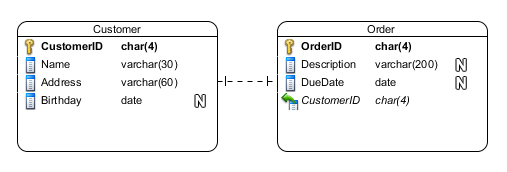 Customer
CustomerID char(4)
Name varchar(30)
Address varchar(60)
Birthday date N
Order
OrderID char(4)
Description varchar(200) N
DueDate date N
CustomerID char(4)